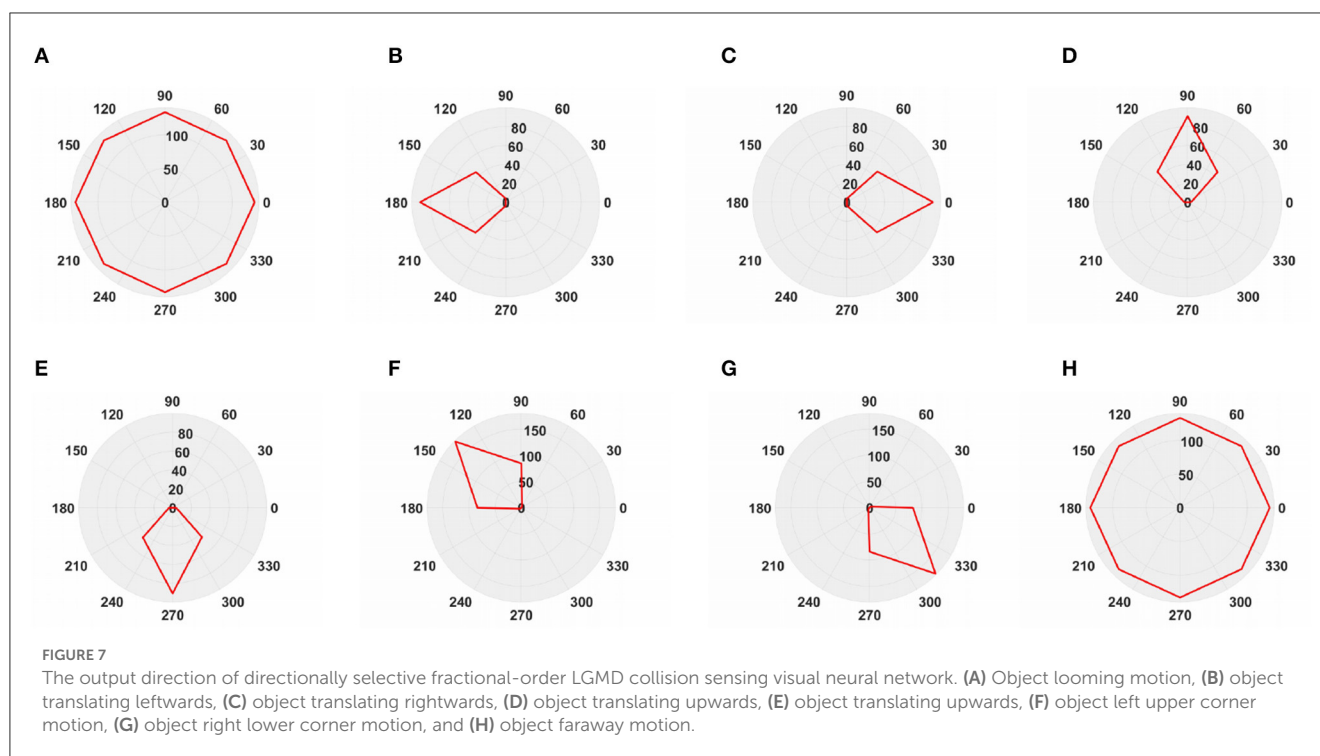 A B C D
90 90 90 90
120 60 120 60 120 60 120 60
100 80 80 80
150 30 150 60 30 150 60 30 150 60 30
50 40 40 40
20 20 20
180 0 0 180 0 0 180 0 0 180 0 0
210 330 210 330 210 330 210 330
240 300 240 300 240 300 240 300
270 270 270 270
E F G H
90 90 90 90
120 60 120 60 120 60 120 60
80 150 150 100
150 60 30 150 100 30 150 100 30 150 30
40 50 50 50
20
180 0 0 180 0 0 180 0 0 180 0 0
210 330 210 330 210 330 210 330
240 300 240 300 240 300 240 300
270 270 270 270
FIGURE 7
The output direction of directionally selective fractional-order LGMD collision sensing visual neural network. (A) Object looming motion, (B) object
translating leftwards, (C) object translating rightwards, (D) object translating upwards, (E) object translating upwards, (F) object left upper corner
motion, (G) object right lower corner motion, and (H) object faraway motion.